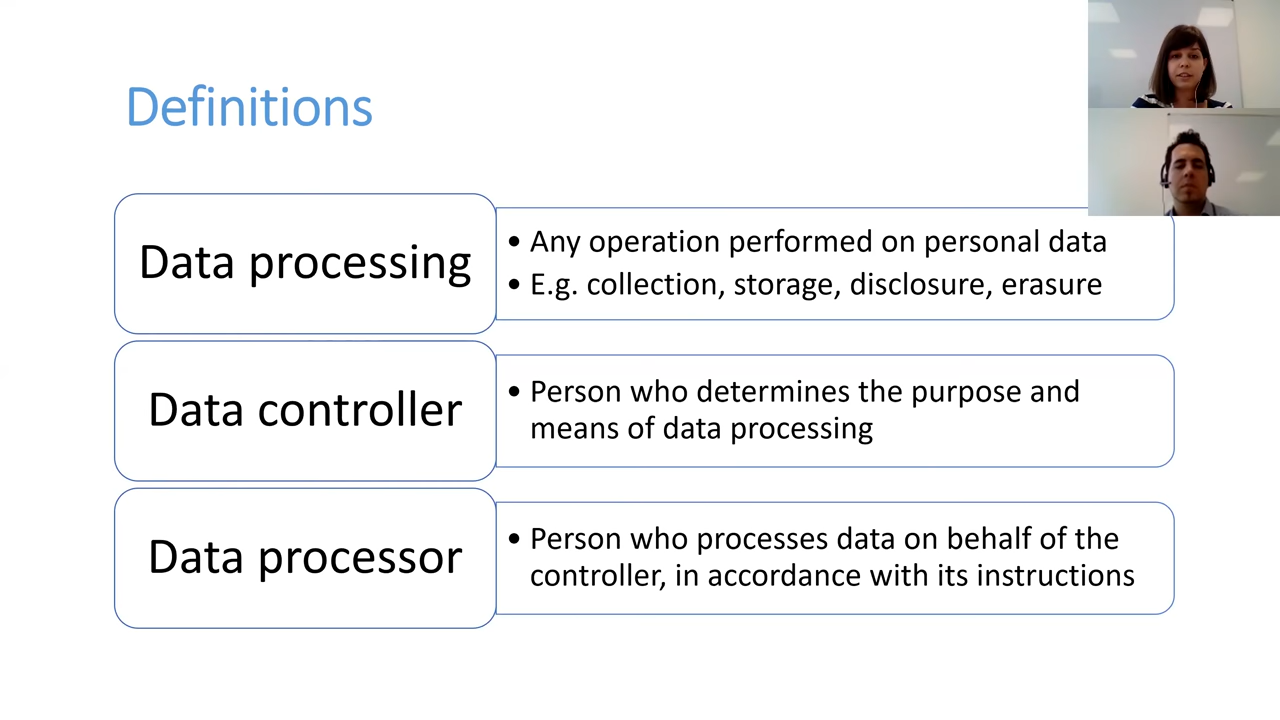 Definitions
Data processing
• Any operation performed on personal data
• E.g. collection, storage, disclosure, erasure
Data controller
• Person who determines the purpose and
means of data processing
Data processor
• Person who processes data on behalf of the
controller, in accordance with its instructions